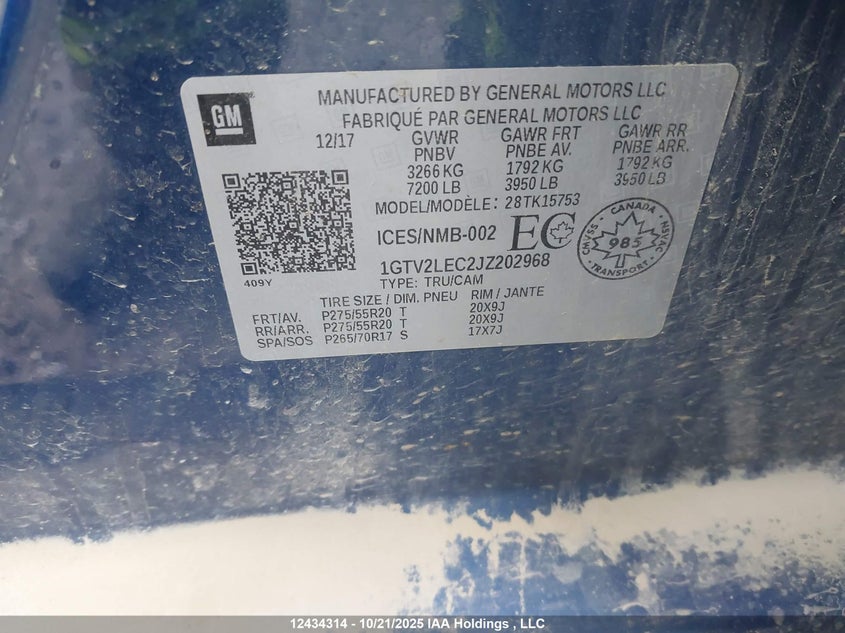 GM
MANUFACTURED BY GENERAL MOTORS LLC
FABRIQUÉ PAR GENERAL MOTORS LLC
12/17 GVWR GAWR FRT GAWR RR
PNBV PNBE AV. PNBE ARR.
3266 KG 1792 KG 1792 KG
7200 LB 3950 LB 3950 LB
MODEL/MODÈLE: 28TK15753
ICES/NMB-002 EC
CANADA
CMVSS 985 NSVAC
TRANSPORT
409Y
1GTV2LEC2JZ202968
TYPE: TRU/CAM
TIRE SIZE / DIM. PNEU RIM / JANTE
FRT/AV. P275/55R20 T 20X9J
RR/ARR. P275/55R20 T 20X9J
SPA/SOS P265/70R17 S 17X7J
12434314 - 10/21/2025 IAA Holdings , LLC